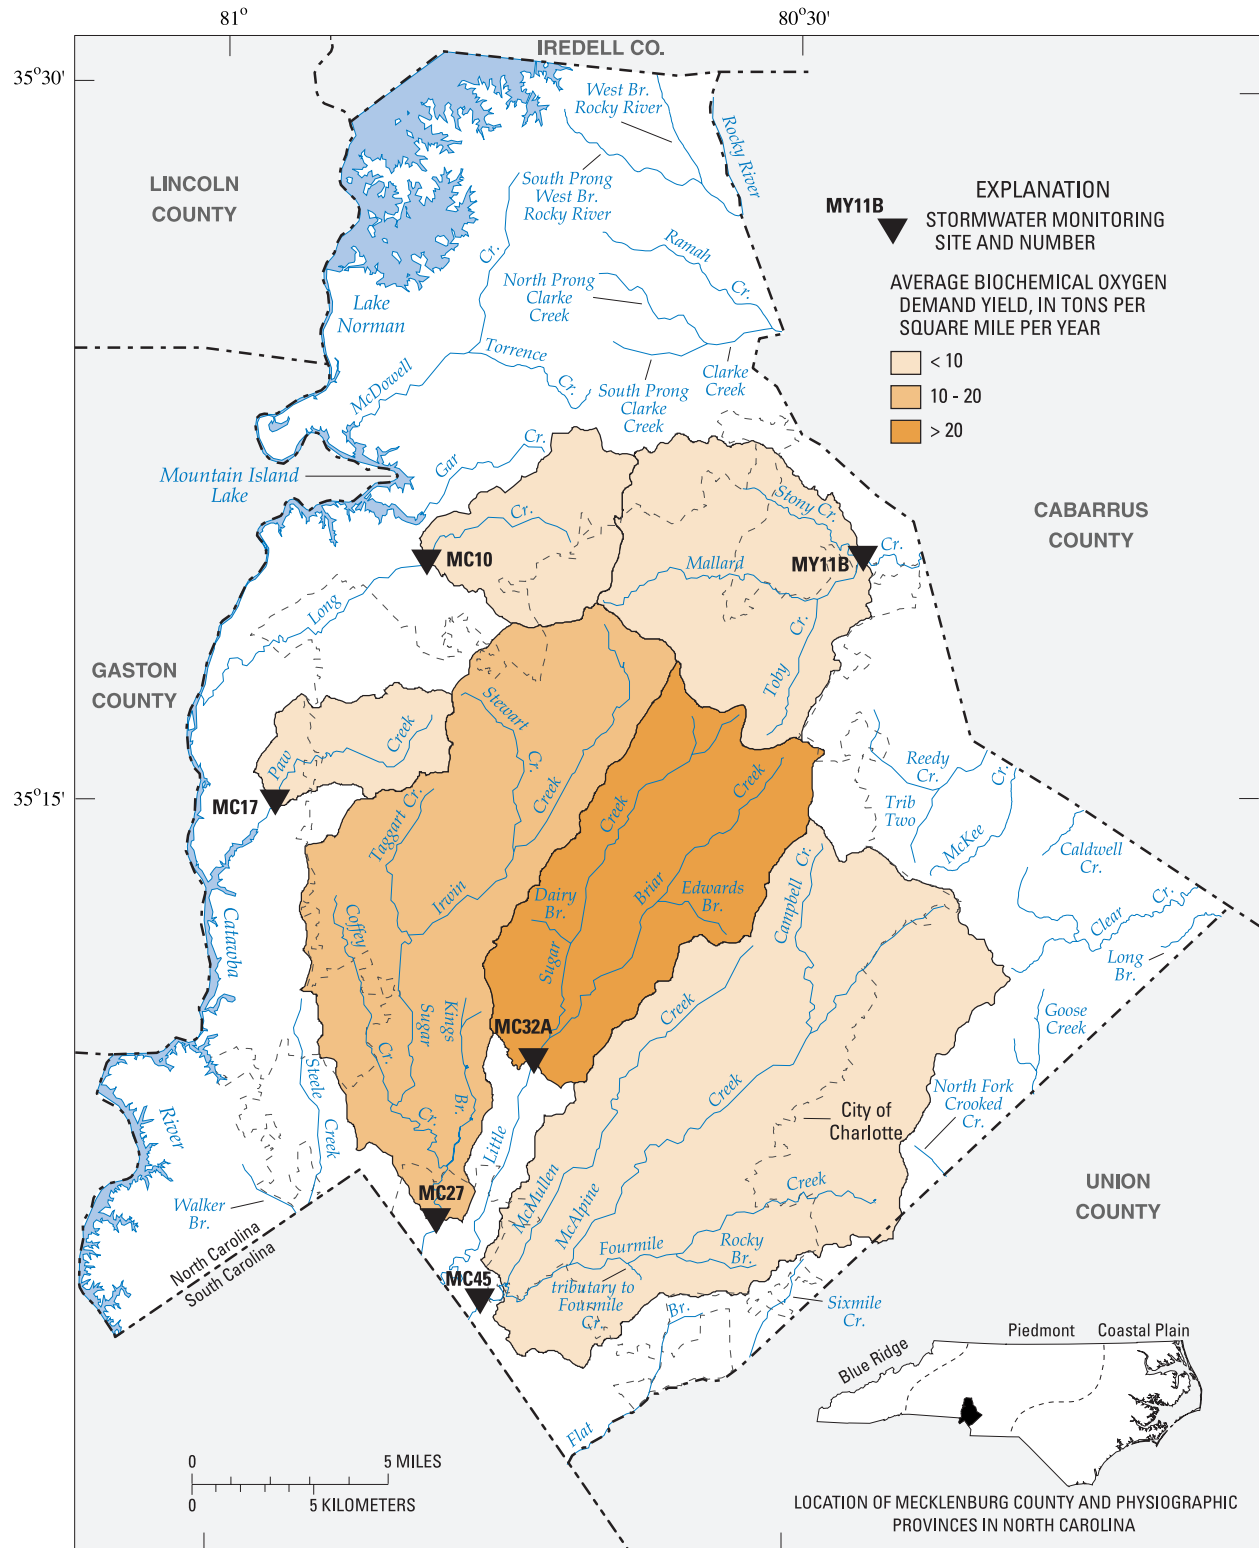 81°
80°30'
IREDELL CO.
35°30'
West Br.
Rocky River
Rocky River
LINCOLN
COUNTY
South Prong
West Br.
Rocky River
EXPLANATION
MY11B
STORMWATER MONITORING
SITE AND NUMBER
Ramah
Cr.
Cr.
North Prong
Clarke
Creek
AVERAGE BIOCHEMICAL OXYGEN
DEMAND YIELD, IN TONS PER
SQUARE MILE PER YEAR
< 10
10 - 20
> 20
Lake
Norman
Torrence
Cr.
McDowell
Clarke
Creek
South Prong
Clarke
Creek
Gar
Cr.
Mountain Island
Lake
Stony Cr.
CABARRUS
COUNTY
Cr.
MC10
Mallard
MY11B
Cr.
Long
Cr.
Toby
GASTON
COUNTY
Stewart
Cr.
Paw
Creek
Creek
Creek
Creek
Reedy
Cr.
Cr.
35°15'
MC17
Trib
Two
McKee
Taggart Cr.
Caldwell
Cr.
Campbell
Cr.
Irwin
Dairy
Br.
Briar
Edwards
Br.
Clear
Cr.
Coffey
Catawba
Sugar
Long
Br.
Kings
Sugar
Creek
MC32A
Goose
Creek
Cr.
Steele
Creek
Creek
North Fork
Crooked
Cr.
City of
Charlotte
River
Cr.
Br.
Little
UNION
COUNTY
Walker
Br.
MC27
McMullen
McAlpine
Creek
North Carolina
South Carolina
Fourmile
Rocky
Br.
MC45
tributary to
Fourmile
Cr.
Br.
Sixmile
Cr.
Flat
Blue Ridge
Piedmont
Coastal Plain
0
5 MILES
0
5 KILOMETERS
LOCATION OF MECKLENBURG COUNTY AND PHYSIOGRAPHIC
PROVINCES IN NORTH CAROLINA